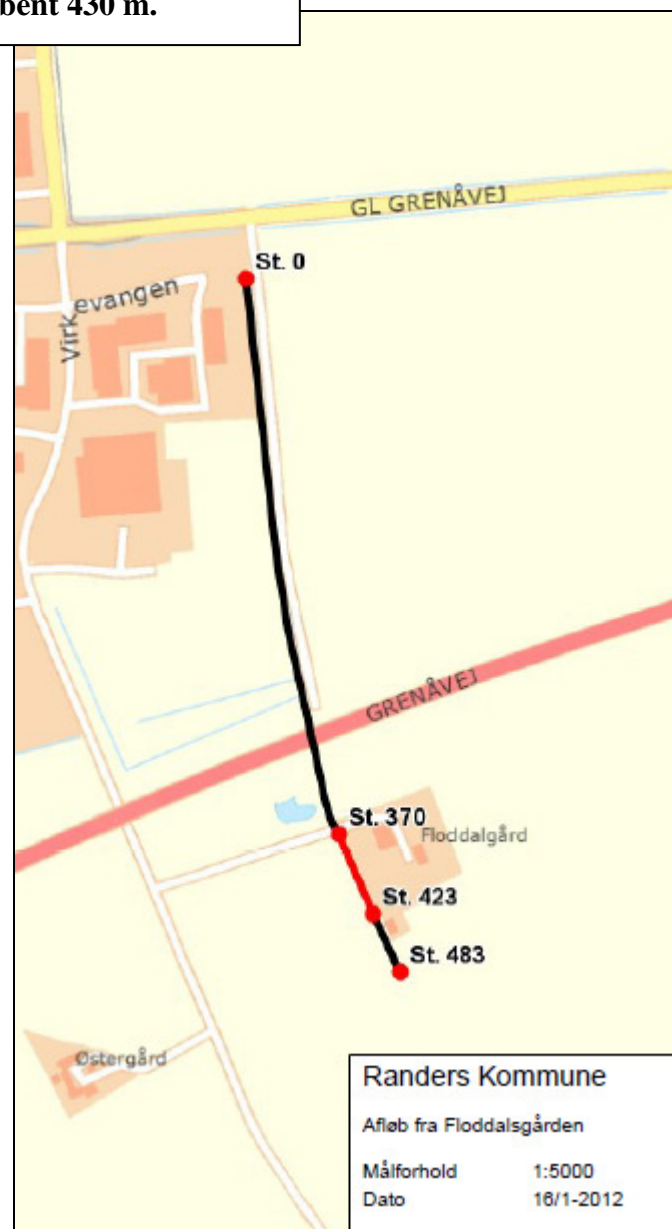 bent 430 m.
GL GRENÅVEJ
St. 0
Virkevangen
GRENÅVEJ
St. 370
Floddalgård
St. 423
St. 483
Østergård
Randers Kommune
Afløb fra Floddalsgården
Målforhold 1:5000
Dato 16/1-2012